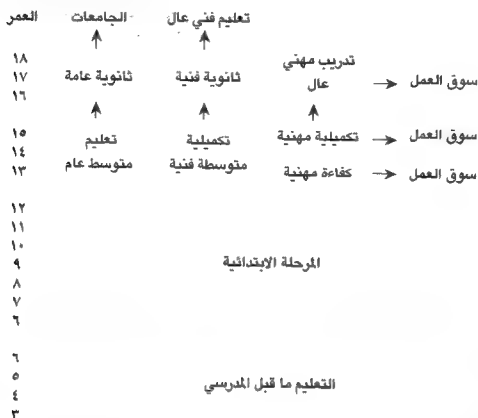 العمر الجامعات تعليم فني عال
١٨ تدريب مهني
١٧ ثانوية عامة ثانوية فنية عال سوق العمل
١٦
١٥ تعليم تكميلية تكميلية مهنية سوق العمل
١٤
١٣ متوسط عام متوسطة فنية كفاءة مهنية سوق العمل
١٢
١١
١٠
٩ المرحلة الابتدائية
٨
٧
٦
٦
٥ التعليم ما قبل المدرسي
٤
٣